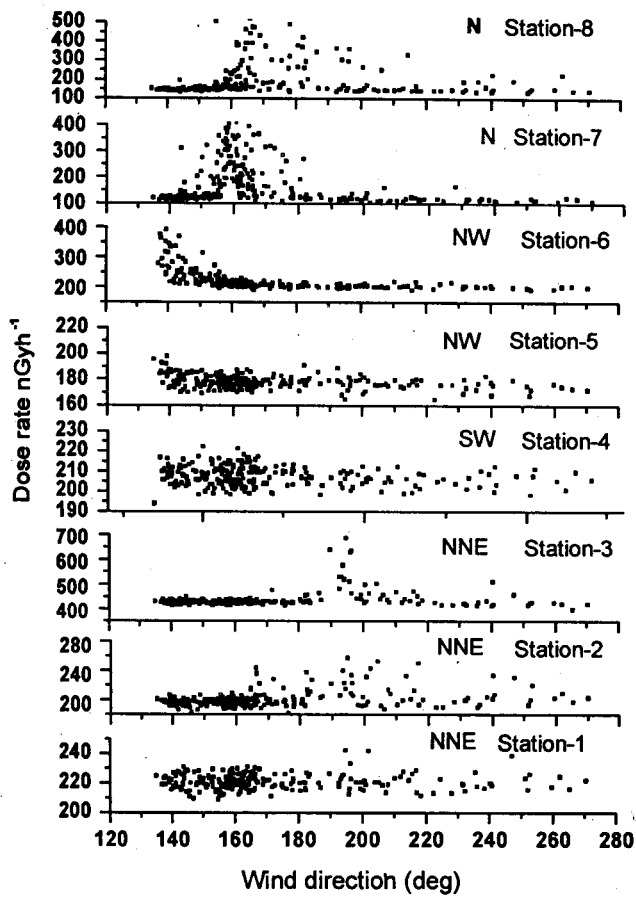 N Station-8
500
400
300
200
100
N Station-7
400
300
200
100
NW Station-6
400
300
200
NW Station-5
220
200
180
160
SW Station-4
230
220
210
200
190
NNE Station-3
700
600
500
400
NNE Station-2
280
240
200
NNE Station-1
240
220
200
120 140 160 180 200 220 240 260 280
Wind direction (deg)
Dose rate nGyh⁻¹